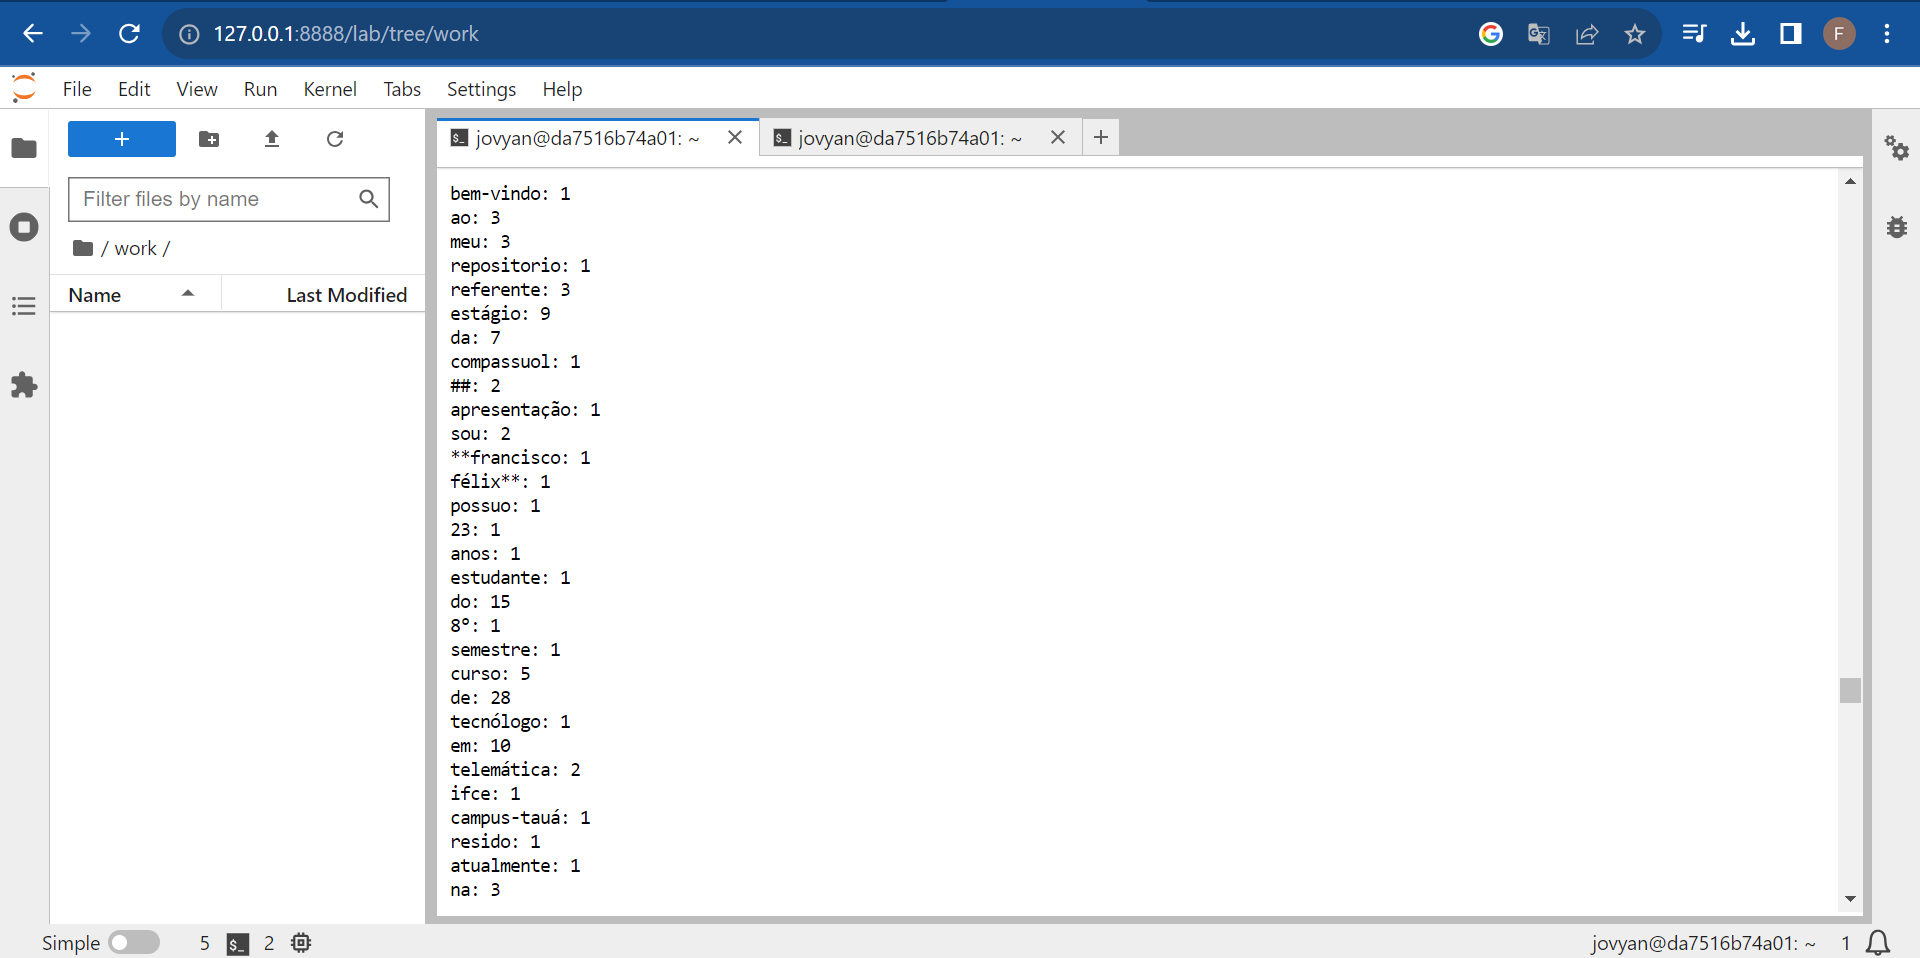 127.0.0.1:8888/lab/tree/work
F
File Edit View Run Kernel Tabs Settings Help
+
Filter files by name
/ work /
Name Last Modified
jovyan@da7516b74a01: ~
jovyan@da7516b74a01: ~
bem-vindo: 1
ao: 3
meu: 3
repositorio: 1
referente: 3
estágio: 9
da: 7
compassuol: 1
##: 2
apresentação: 1
sou: 2
**francisco: 1
félix**: 1
possuo: 1
23: 1
anos: 1
estudante: 1
do: 15
8º: 1
semestre: 1
curso: 5
de: 28
tecnólogo: 1
em: 10
telemática: 2
ifce: 1
campus-tauá: 1
resido: 1
atualmente: 1
na: 3
Simple 5 $_ 2 jovyan@da7516b74a01: ~ 1